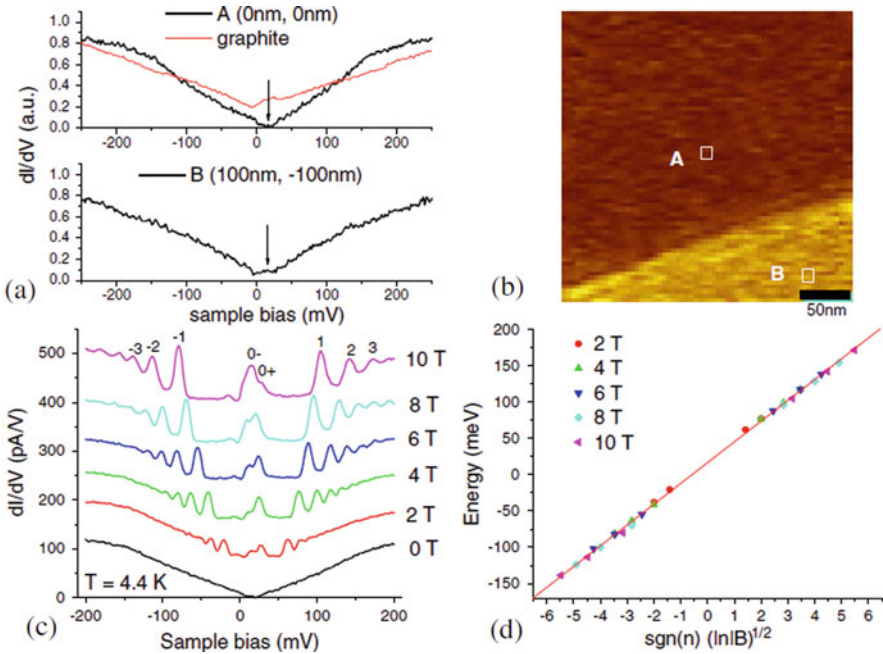 A (0nm, 0nm)
graphite
dI/dV (a.u.)
1.0
0.8
0.6
0.4
0.2
0.0
-200 -100 0 100 200
B (100nm, -100nm)
1.0
0.8
0.6
0.4
0.2
0.0
-200 -100 0 100 200
sample bias (mV)
(a)
A
B
50nm
(b)
dI/dV (pA/V)
500
400
300
200
100
0
-3 -2 -1 0- 0+ 1 2 3
10 T
8 T
6 T
4 T
2 T
0 T
T = 4.4 K
-200 -100 0 100 200
Sample bias (mV)
(c)
Energy (meV)
200
150
100
50
0
-50
-100
-150
2 T
4 T
6 T
8 T
10 T
-6 -5 -4 -3 -2 -1 0 1 2 3 4 5 6
sgn(n) (|n|B)1/2
(d)